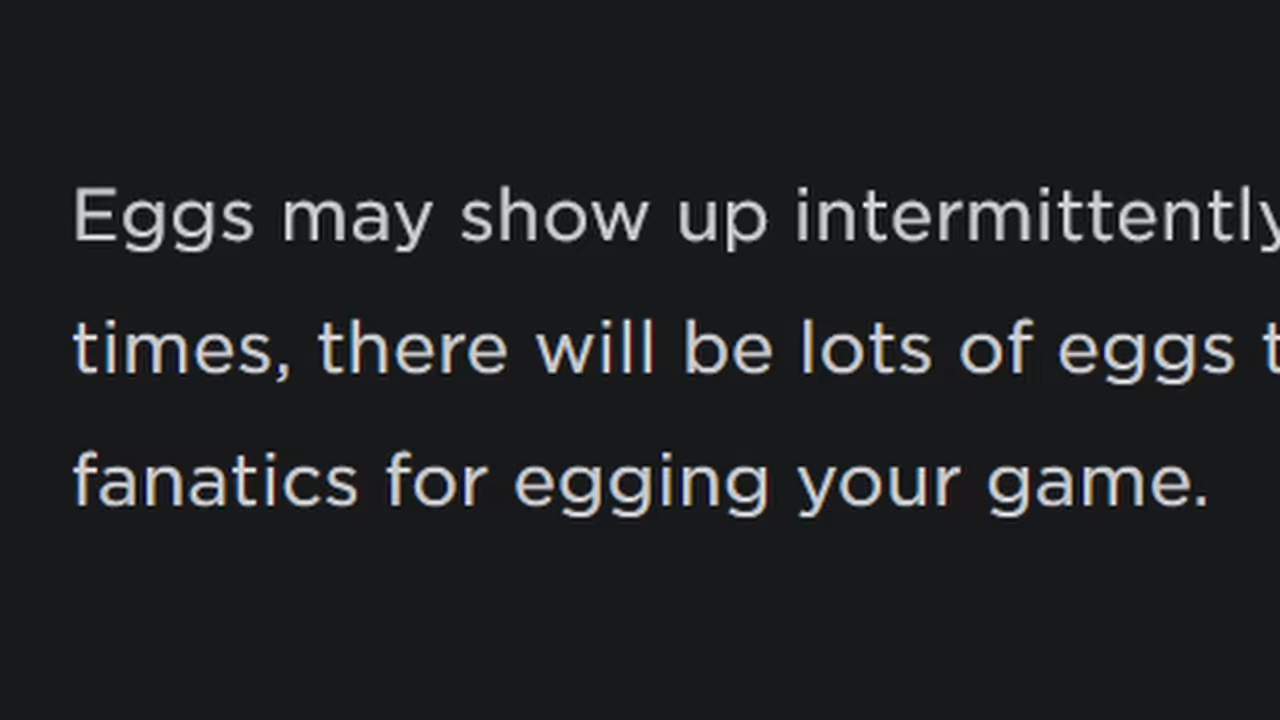 Eggs may show up intermittently
times, there will be lots of eggs t
fanatics for egging your game.